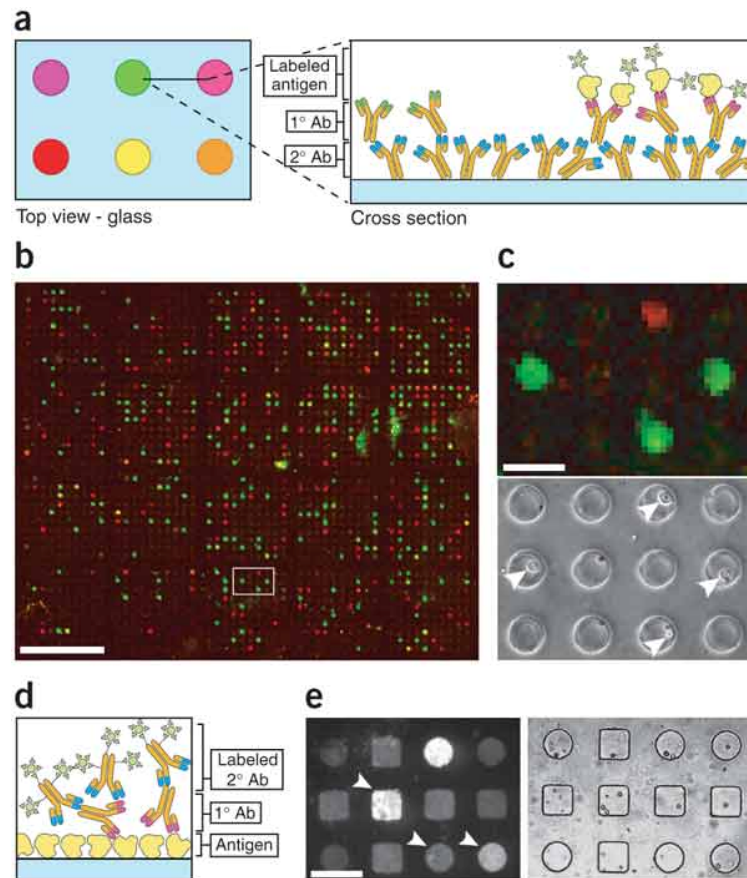 a
Labeled
antigen
1° Ab
2° Ab
Top view - glass
Cross section
b
c
d
Labeled
2° Ab
1° Ab
Antigen
e